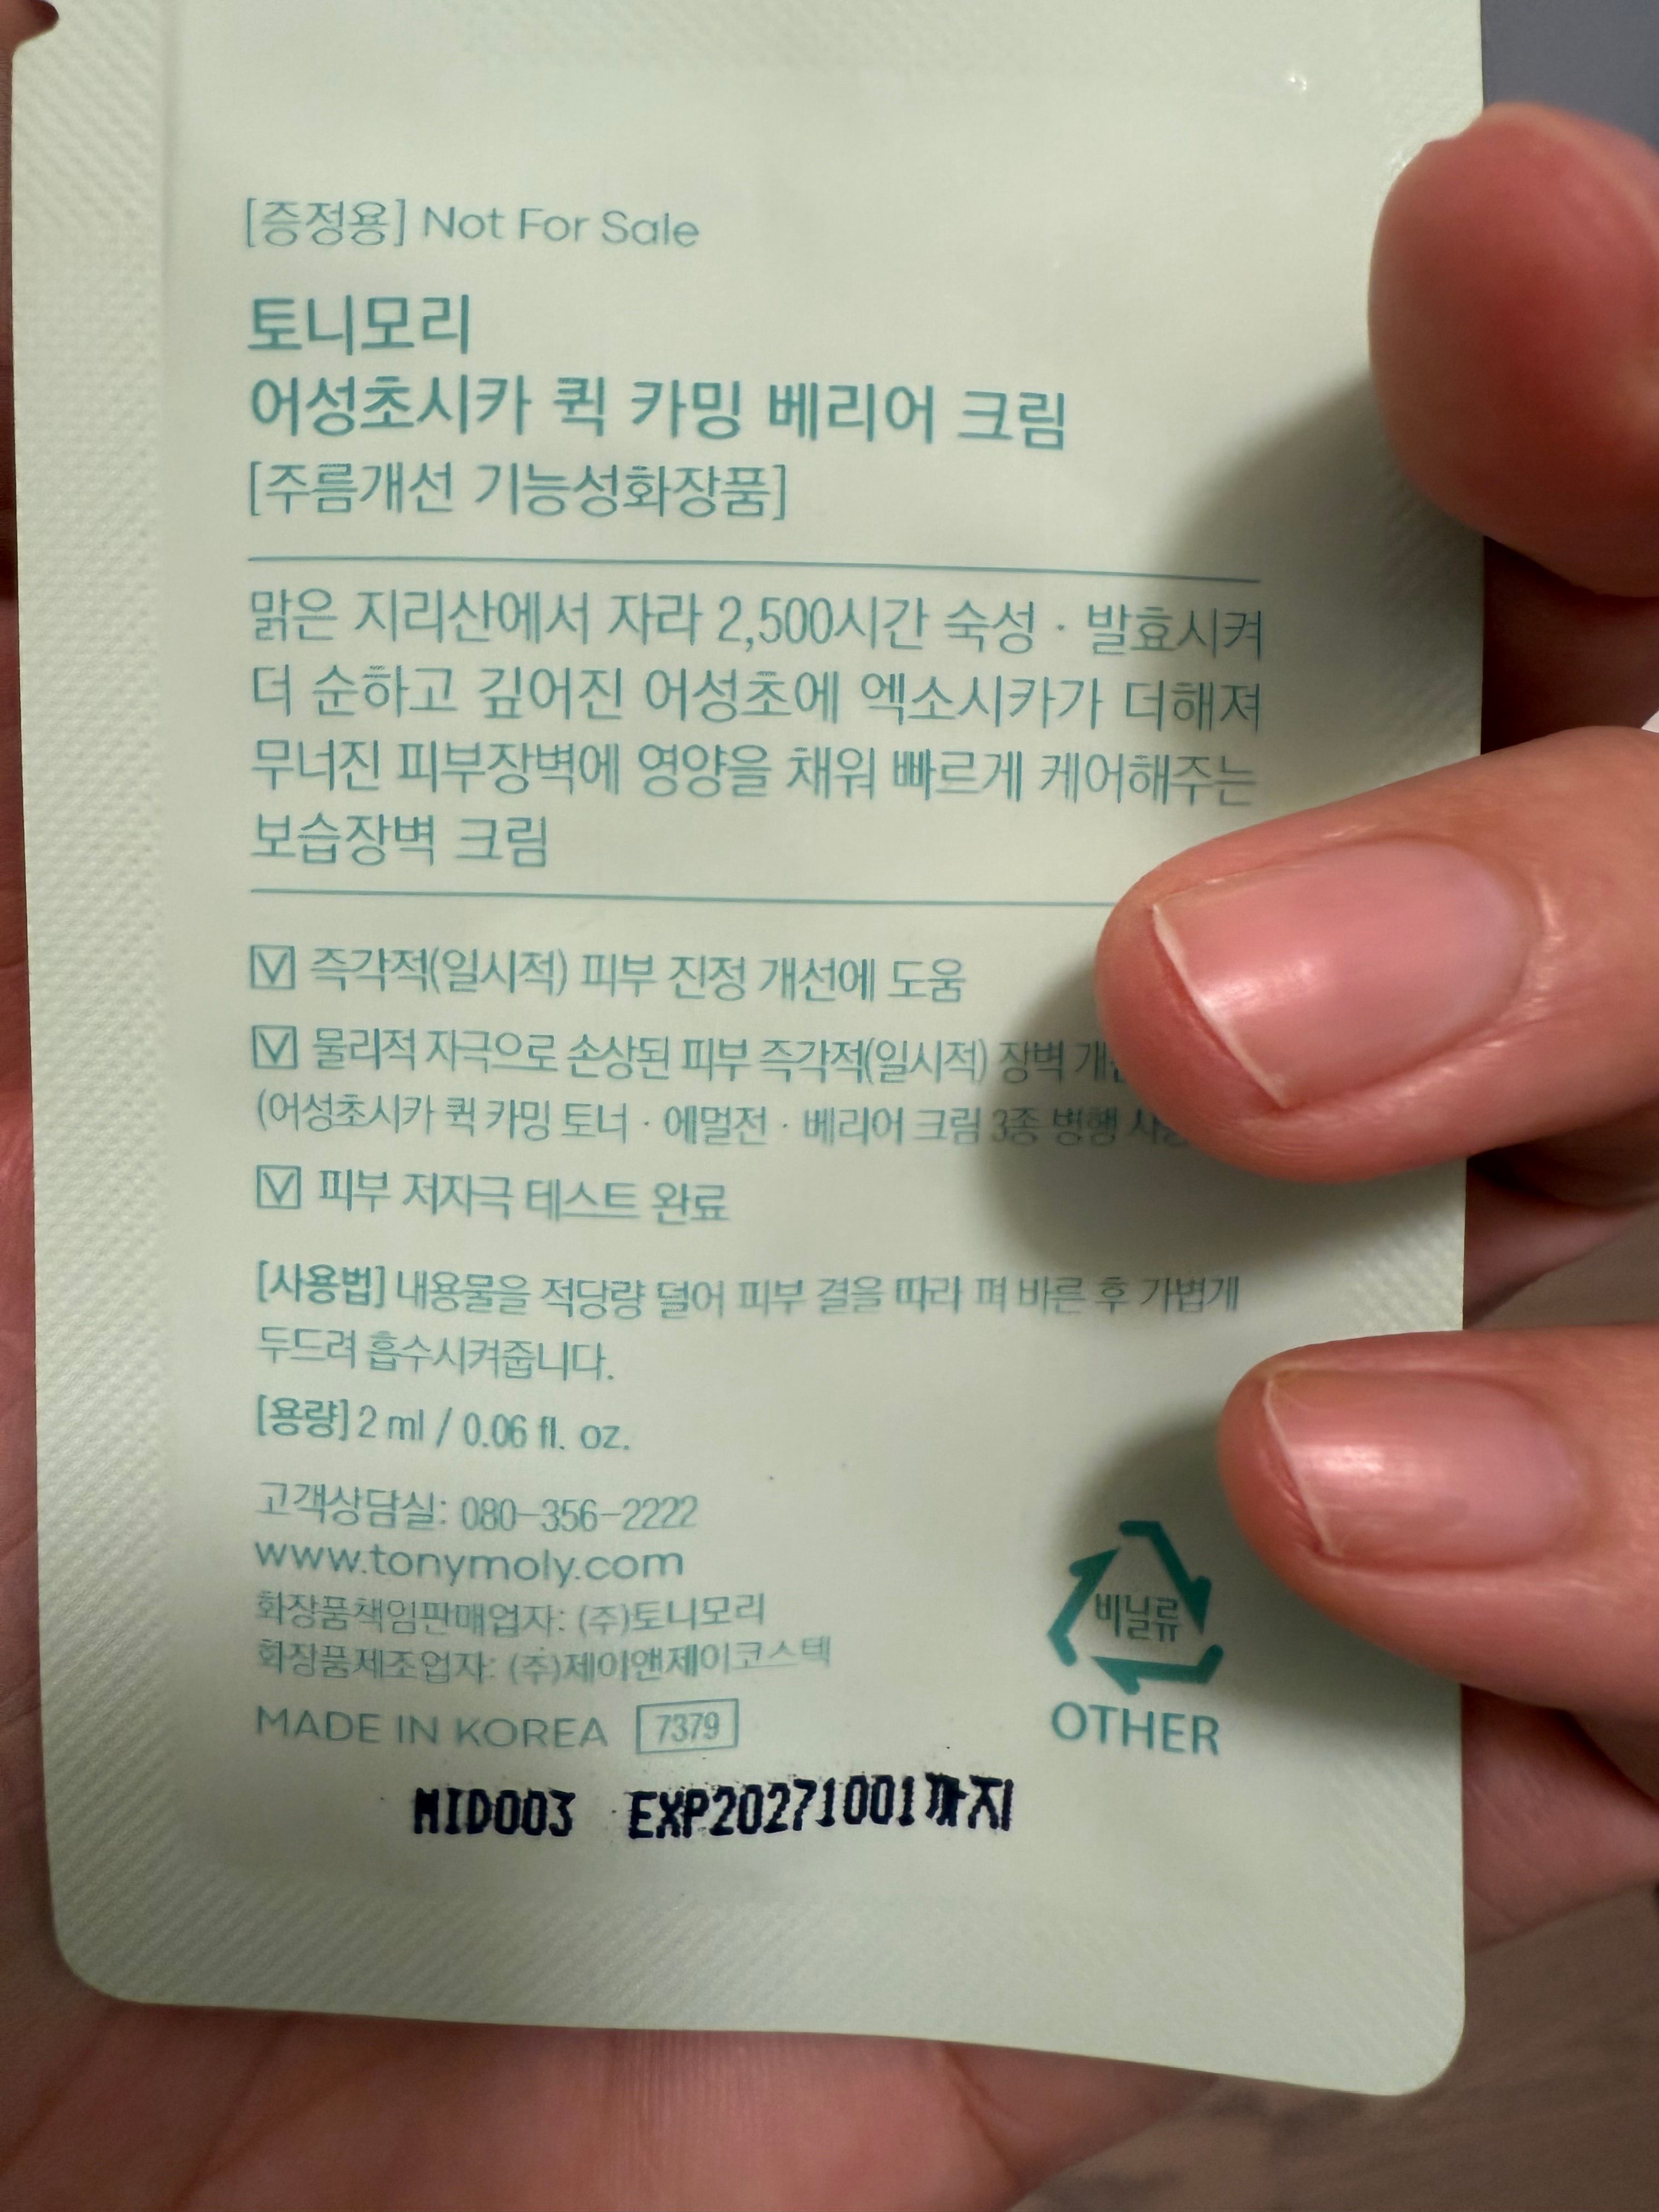 [증정용] Not For Sale
토니모리
어성초시카 퀵 카밍 베리어 크림
[주름개선 기능성화장품]
맑은 지리산에서 자라 2,500시간 숙성 · 발효시켜
더 순하고 깊어진 어성초에 엑소시카가 더해져
무너진 피부장벽에 영양을 채워 빠르게 케어해주는
보습장벽 크림
☑ 즉각적(일시적) 피부 진정 개선에 도움
☑ 물리적 자극으로 손상된 피부 즉각적(일시적) 장벽
(어성초시카 퀵 카밍 토너 · 에멀전 · 베리어 크림 3종 병행
☑ 피부 저자극 테스트 완료
[사용법] 내용물을 적당량 덜어 피부 결을 따라 펴 바른 후 가볍게
두드려 흡수시켜줍니다.
[용량] 2 ml / 0.06 fl. oz.
고객상담실: 080-356-2222
www.tonymoly.com
화장품책임판매업자: (주)토니모리
화장품제조업자: (주)제이앤제이코스텍
MADE IN KOREA 7379
비닐류
OTHER
MID003 EXP20271001까지